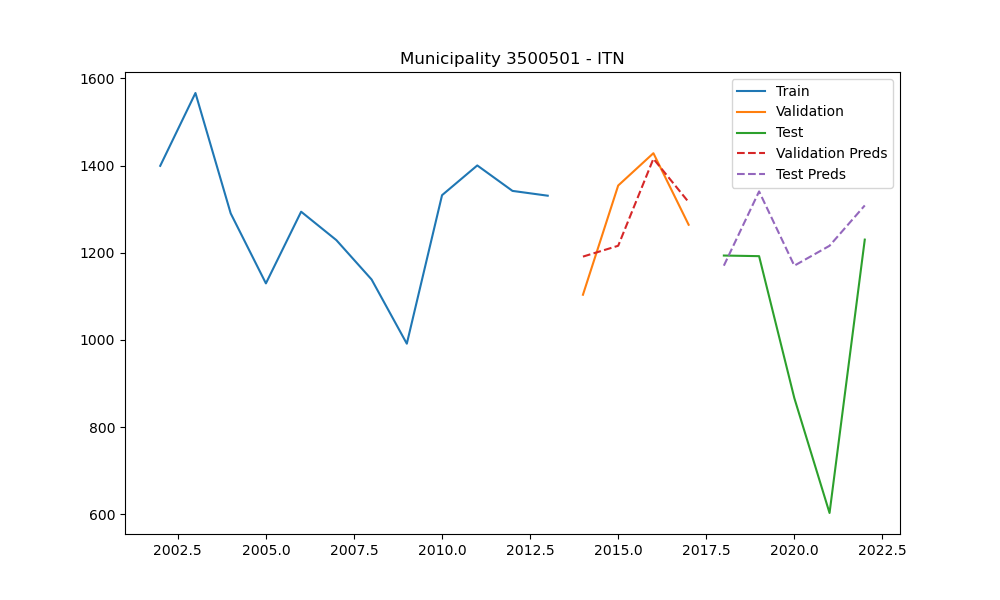 Municipality 3500501 - ITN
1600
1400
1200
1000
800
600
Train
Validation
Test
Validation Preds
Test Preds
2002.5 2005.0 2007.5 2010.0 2012.5 2015.0 2017.5 2020.0 2022.5